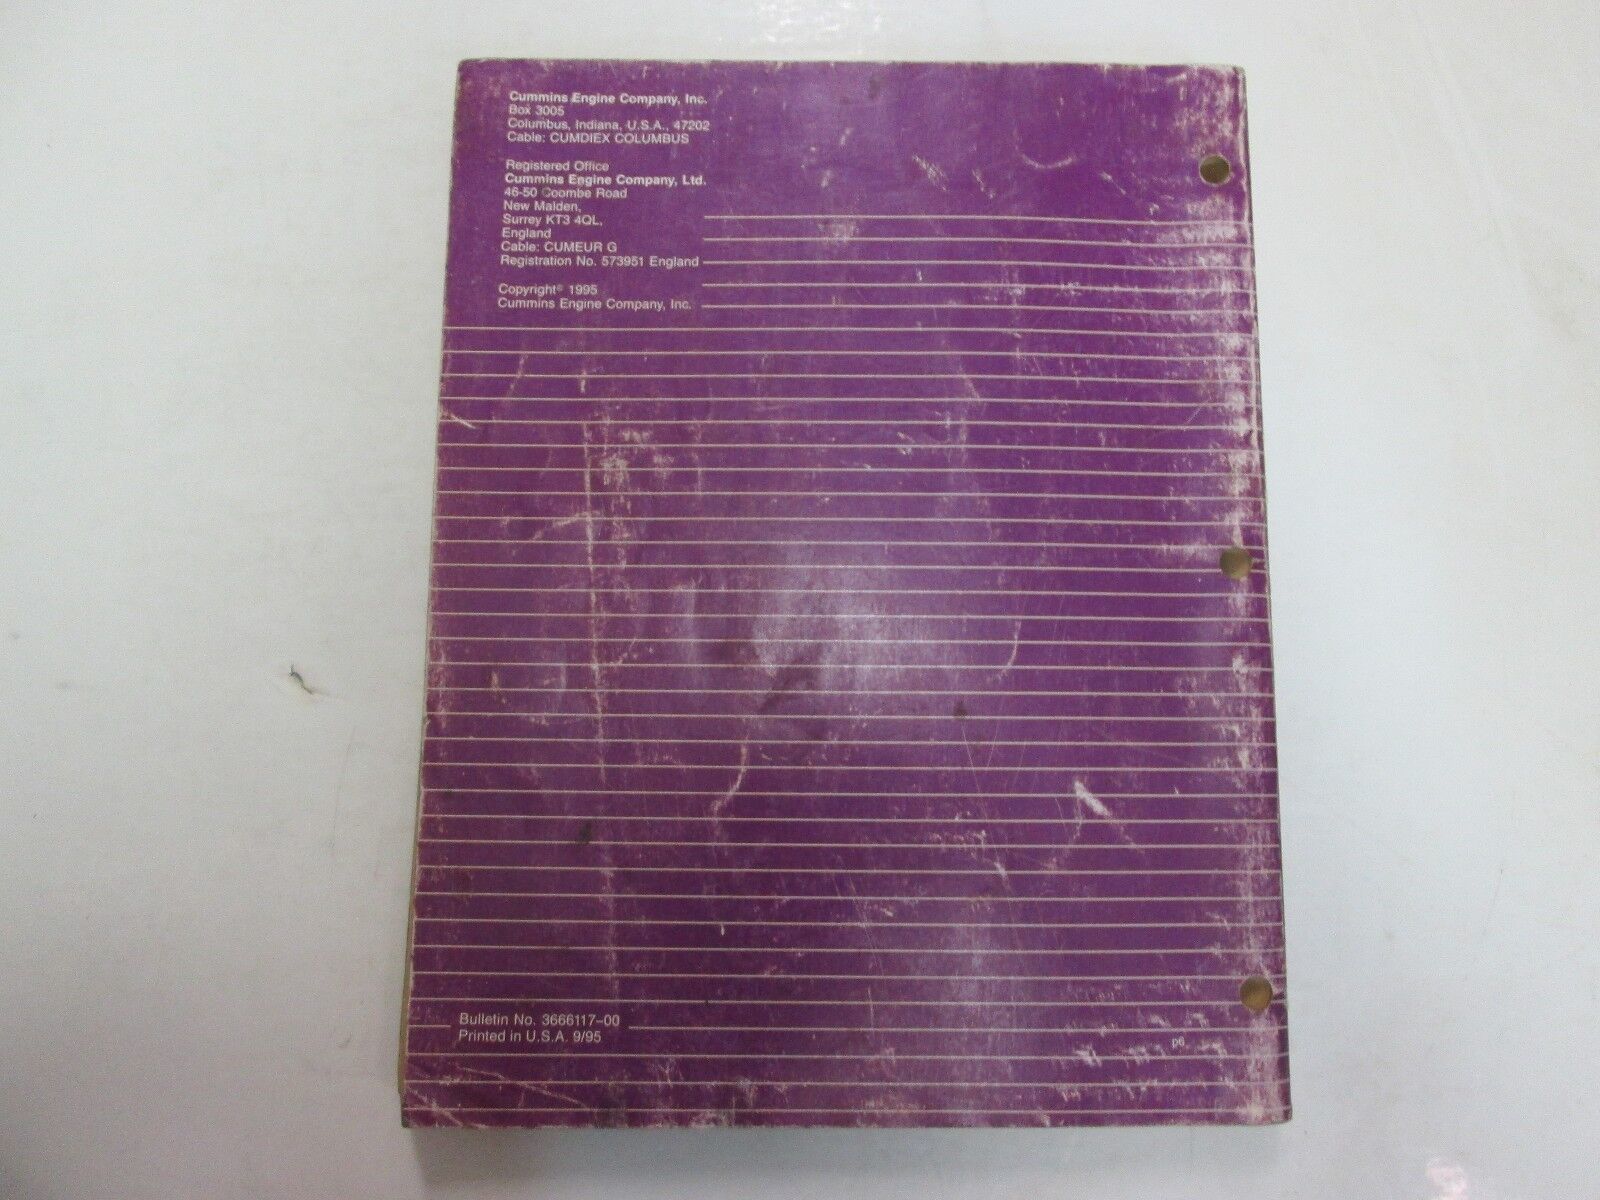 Cummins Engine Company, Inc.
Box 3005
Columbus, Indiana, U.S.A., 47202
Cable: CUMDIEX COLUMBUS
Registered Office
Cummins Engine Company, Ltd.
46-50 Coombe Road
New Malden,
Surrey KT3 4QL,
England
Cable: CUMEUR G
Registration No. 573951 England
Copyright© 1995
Cummins Engine Company, Inc.
Bulletin No. 3666117-00
Printed in U.S.A. 9/95
p6